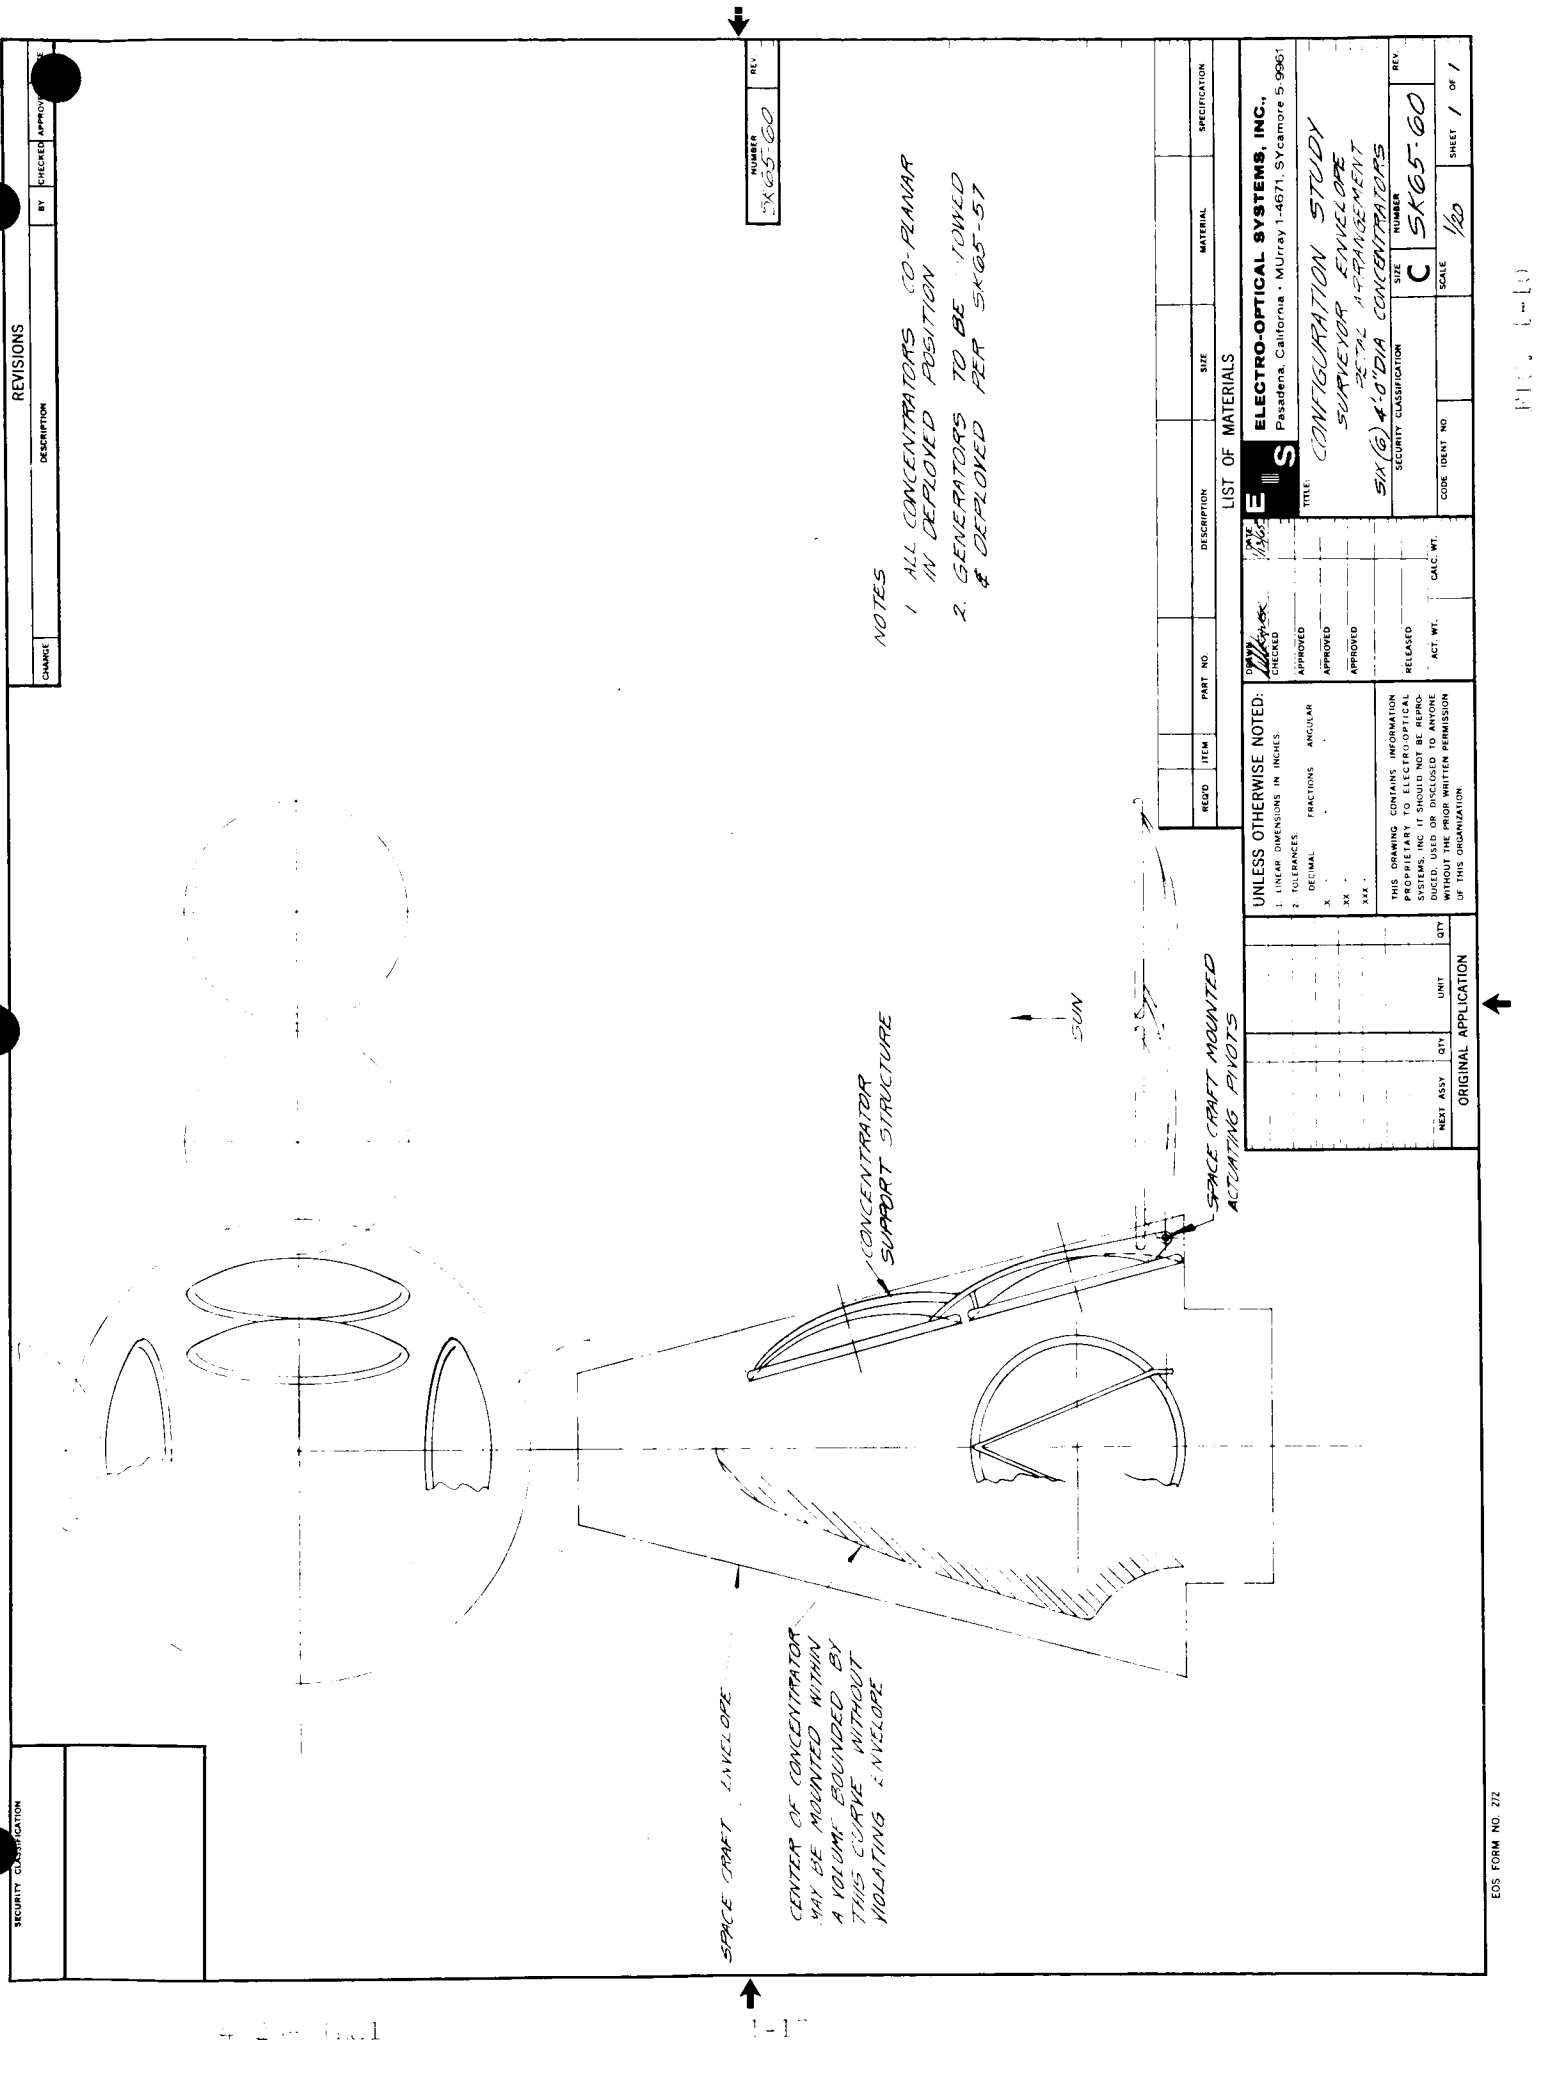 SECURITY CLASSIFICATION
REVISIONS
CHANGE
DESCRIPTION
BY
CHECKED
NUMBER
REV.
SK65-60
NOTES
1 ALL CONCENTRATORS CO-PLANAR
IN DEPLOYED POSITION
2. GENERATORS TO BE
& DEPLOYED PER SK65-57
SPACE CRAFT ENVELOPE
CENTER OF CONCENTRATOR
MAY BE MOUNTED WITHIN
A VOLUME BOUNDED BY
THIS CURVE WITHOUT
VIOLATING ENVELOPE
CONCENTRATOR
SUPPORT STRUCTURE
SUN
SPACE CRAFT MOUNTED
ACTUATING PIVOTS
REQ'D
ITEM
PART NO.
DESCRIPTION
SIZE
MATERIAL
SPECIFICATION
LIST OF MATERIALS
NEXT ASSY
QTY
UNIT
QTY
ORIGINAL APPLICATION
UNLESS OTHERWISE NOTED:
1. LINEAR DIMENSIONS IN INCHES.
2. TOLERANCES:
DECIMAL FRACTIONS ANGULAR
.X
.XX
.XXX
THIS DRAWING CONTAINS INFORMATION
PROPRIETARY TO ELECTRO-OPTICAL
SYSTEMS, INC. IT SHOULD NOT BE REPRO-
DUCED, USED OR DISCLOSED TO ANYONE
WITHOUT THE PRIOR WRITTEN PERMISSION
OF THIS ORGANIZATION.
DRAWN
DATE
CHECKED
APPROVED
APPROVED
APPROVED
RELEASED
ACT. WT.
CALC. WT.
E S
ELECTRO-OPTICAL SYSTEMS, INC.,
Pasadena, California • MUrray 1-4671, SYcamore 5-9961
TITLE:
CONFIGURATION STUDY
SURVEYOR ENVELOPE
PETAL ARRANGEMENT
SIX (6) 4'-0" DIA CONCENTRATORS
SECURITY CLASSIFICATION
SIZE
C
NUMBER
SK65-60
REV.
CODE IDENT NO.
SCALE
1/20
SHEET 1 OF 1
EOS FORM NO. 272